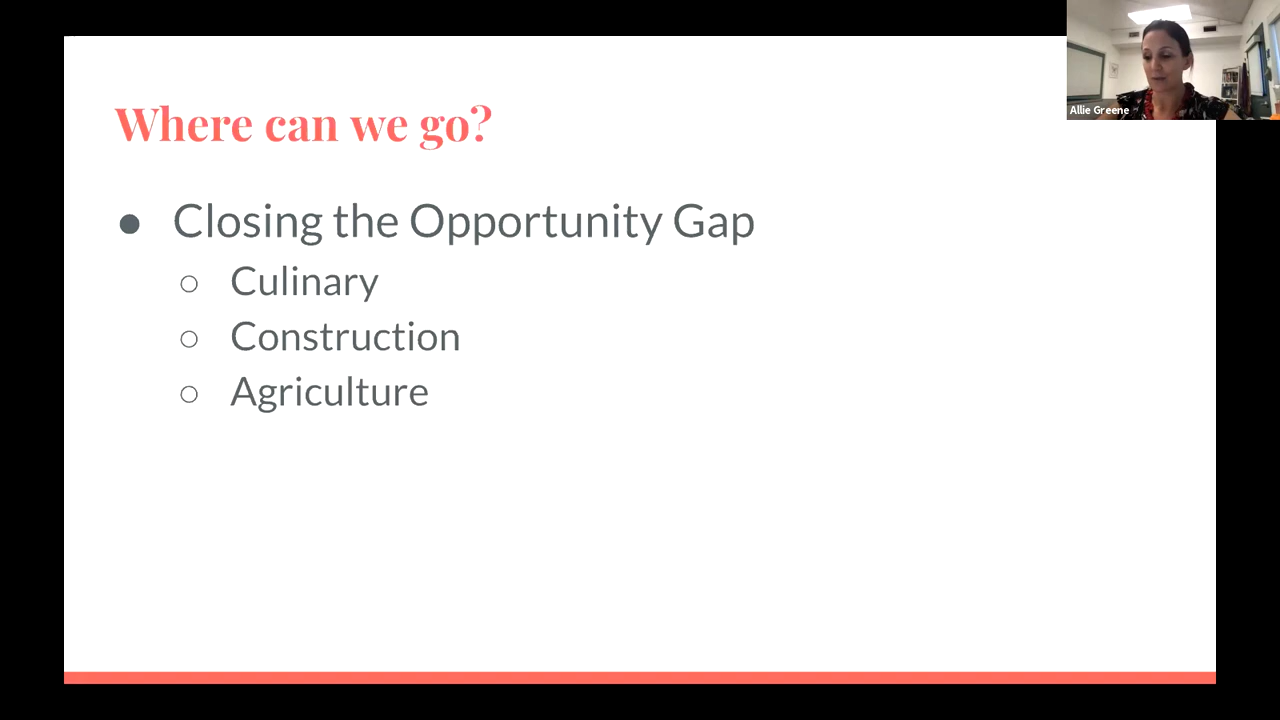 Where can we go?
● Closing the Opportunity Gap
○ Culinary
○ Construction
○ Agriculture
Allie Greene